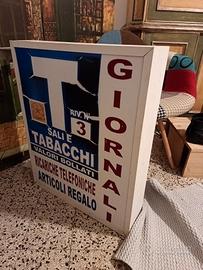 T
RIV. N°
3
SALI E
TABACCHI
VALORI BOLLATI
RICARICHE TELEFONICHE
ARTICOLI REGALO
GIORNALI